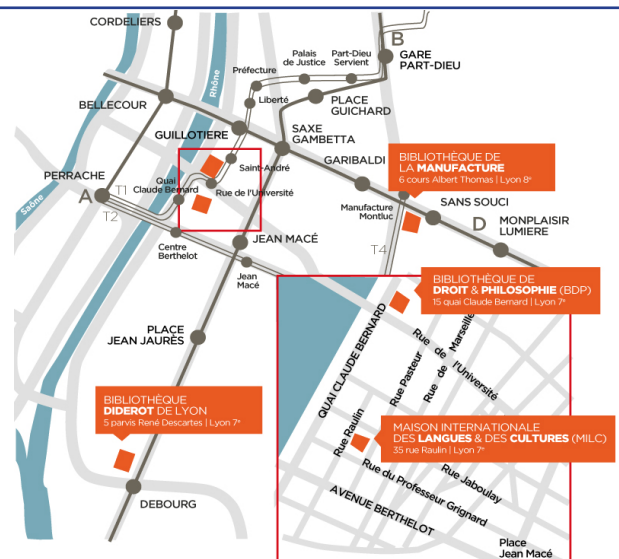 CORDELIERS
B
GARE
PART-DIEU
Palais
de Justice
Part-Dieu
Servient
Préfecture
Liberté
PLACE
GUICHARD
Rhône
BELLECOUR
GUILLOTIERE
SAXE
GAMBETTA
Saint-André
GARIBALDI
BIBLIOTHÈQUE DE
LA MANUFACTURE
6 cours Albert Thomas | Lyon 8e
PERRACHE
A
T1
T2
Saône
Quai
Claude Bernard
Rue de l'Université
Manufacture
Montluc
SANS SOUCI
D
MONPLAISIR
LUMIERE
T4
Centre
Berthelot
JEAN MACÉ
Jean
Macé
PLACE
JEAN JAURÈS
BIBLIOTHÈQUE
DIDEROT DE LYON
5 parvis René Descartes | Lyon 7e
DEBOURG
BIBLIOTHÈQUE DE
DROIT & PHILOSOPHIE (BDP)
15 quai Claude Bernard | Lyon 7e
QUAI CLAUDE BERNARD
Rue Pasteur
Rue de Marseille
Rue de l'Université
Rue Raulin
MAISON INTERNATIONALE
DES LANGUES & DES CULTURES (MILC)
35 rue Raulin | Lyon 7e
Rue Jaboulay
Rue du Professeur Grignard
AVENUE BERTHELOT
Place
Jean Macé